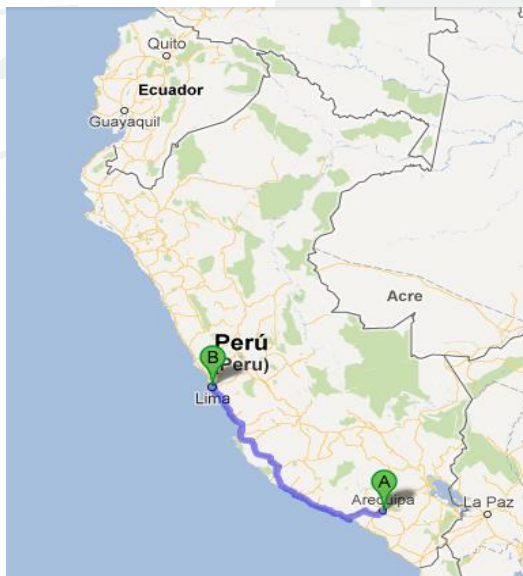 Quito
Ecuador
Guayaquil
Acre
Perú
(Peru)
B
Lima
A
Arequipa
La Paz